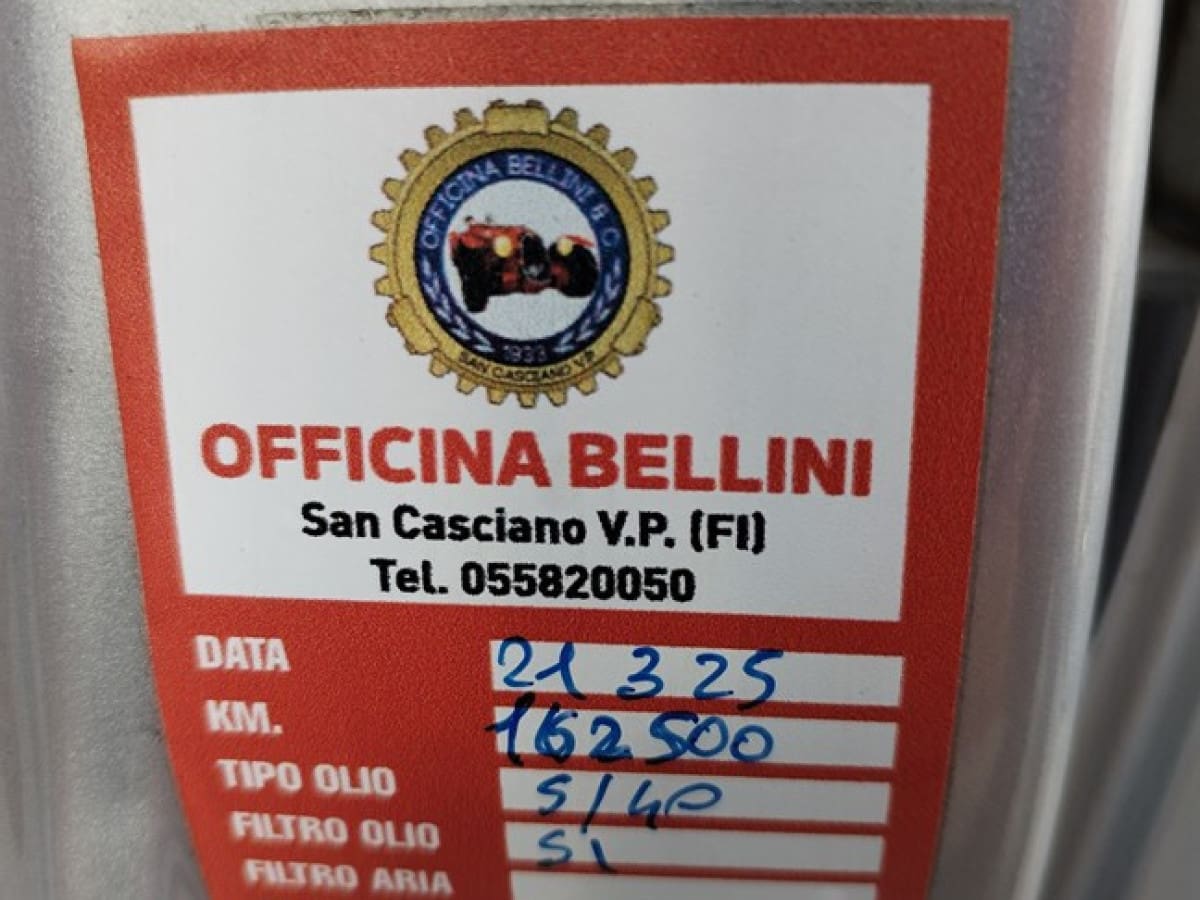 OFFICINA BELLINI & C.
1933
SAN CASCIANO V.P.
OFFICINA BELLINI
San Casciano V.P. (FI)
Tel. 055820050
DATA 21 3 25
KM. 162500
TIPO OLIO 5/40
FILTRO OLIO SI
FILTRO ARIA